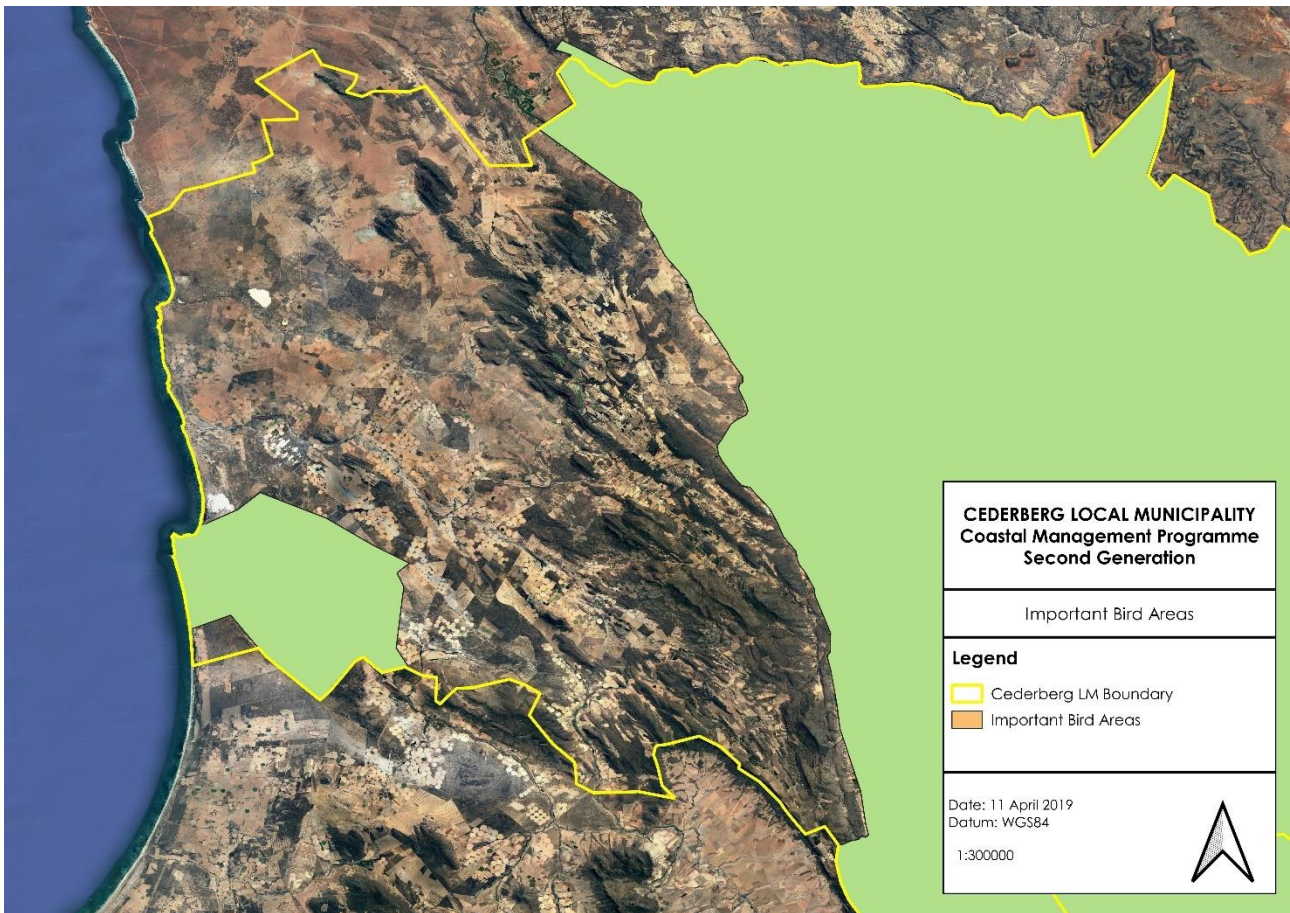 CEDERBERG LOCAL MUNICIPALITY
Coastal Management Programme
Second Generation
Important Bird Areas
Legend
Cederberg LM Boundary
Important Bird Areas
Date: 11 April 2019
Datum: WGS84
1:300000